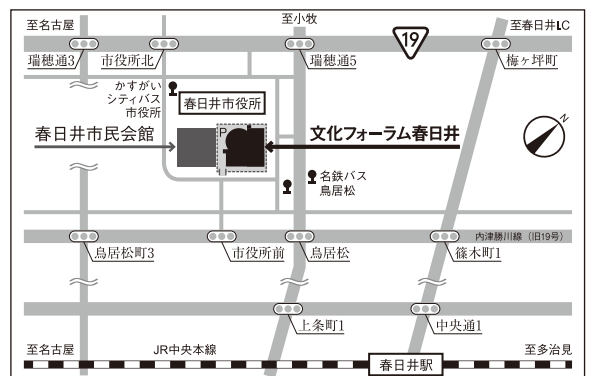 至名古屋
至小牧
19
至春日井I.C
瑞穂通3
市役所北
瑞穂通5
梅ヶ坪町
かすがい
シティバス
市役所
春日井市役所
N
春日井市民会館
P
文化フォーラム春日井
名鉄バス
鳥居松
内津勝川線（旧19号）
鳥居松町3
市役所前
鳥居松
篠木町1
上条町1
中央通1
至名古屋
JR中央本線
春日井駅
至多治見